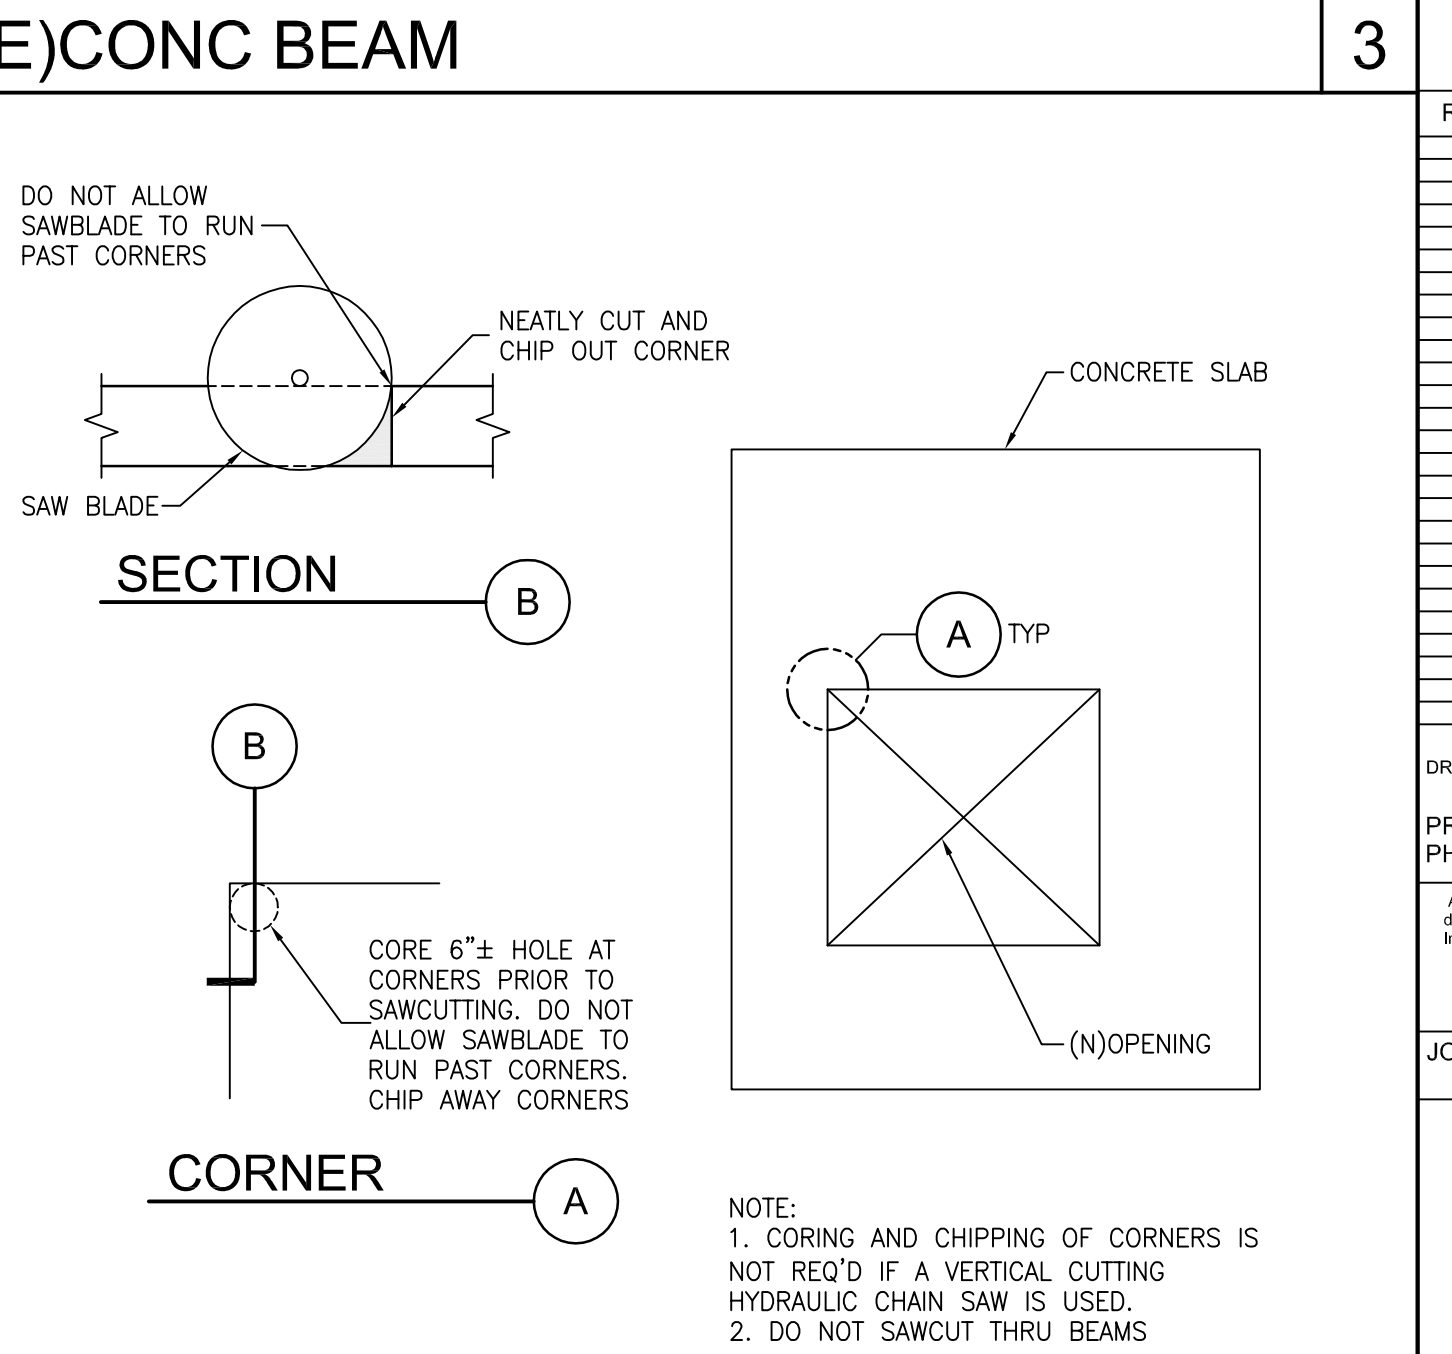 E)CONC BEAM
3
DO NOT ALLOW
SAWBLADE TO RUN
PAST CORNERS
NEATLY CUT AND
CHIP OUT CORNER
SAW BLADE
SECTION
B
CONCRETE SLAB
A
TYP
(N)OPENING
B
CORE 6"± HOLE AT
CORNERS PRIOR TO
SAWCUTTING. DO NOT
ALLOW SAWBLADE TO
RUN PAST CORNERS.
CHIP AWAY CORNERS
CORNER
A
NOTE:
1. CORING AND CHIPPING OF CORNERS IS
NOT REQ'D IF A VERTICAL CUTTING
HYDRAULIC CHAIN SAW IS USED.
2. DO NOT SAWCUT THRU BEAMS
DR
PR
PH